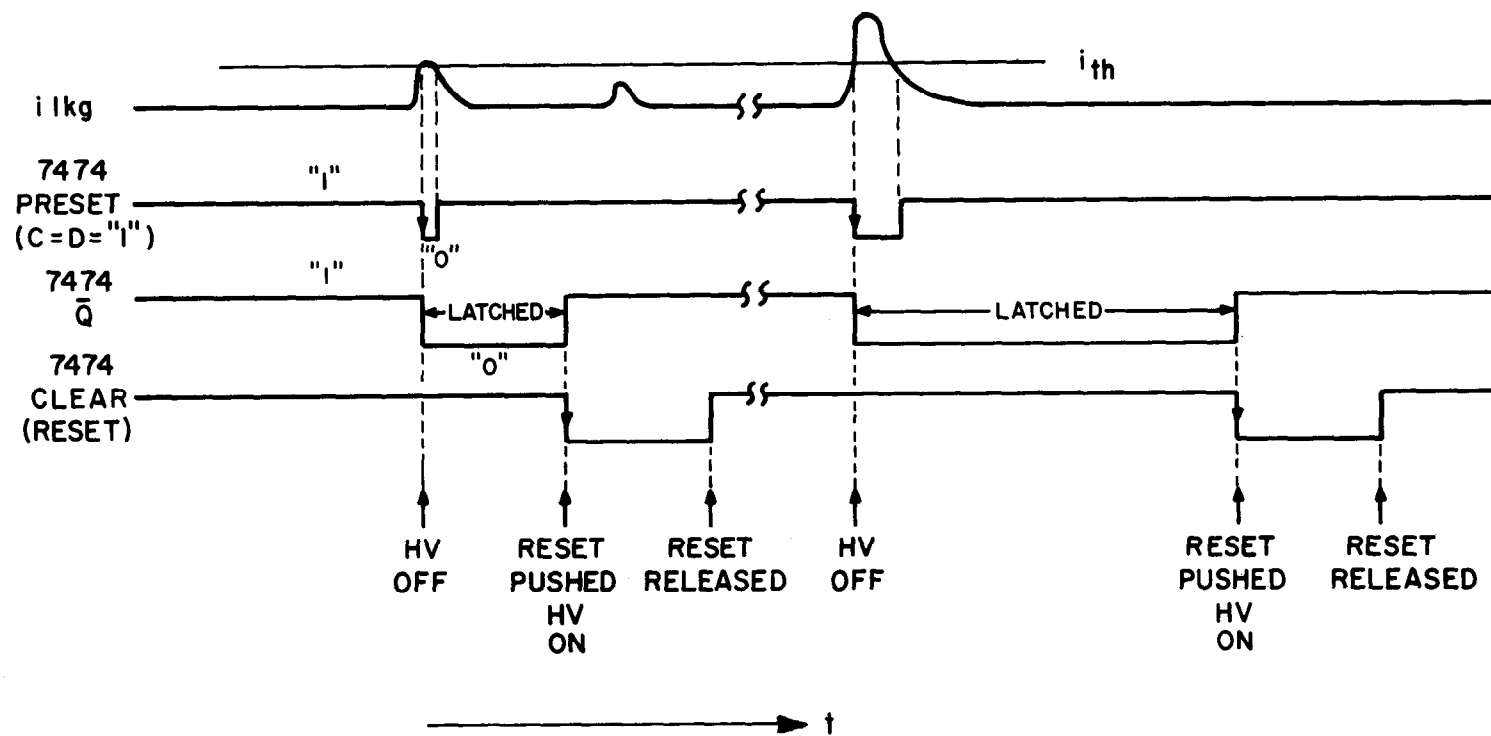 i th
i lkg
7474
PRESET
(C=D="1")
"1"
"0"
7474
Q̅
"1"
LATCHED
LATCHED
"0"
7474
CLEAR
(RESET)
HV
OFF
RESET
PUSHED
HV
ON
RESET
RELEASED
HV
OFF
RESET
PUSHED
HV
ON
RESET
RELEASED
t